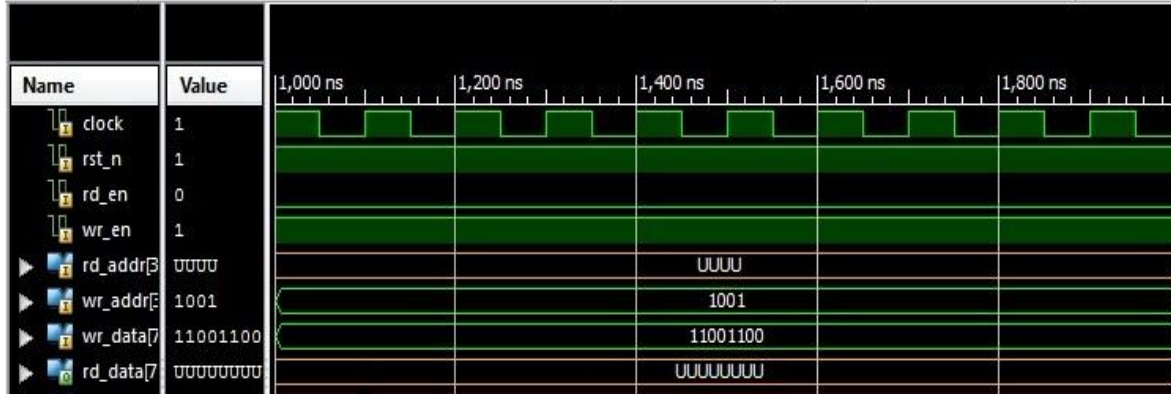 Name Value 1,000 ns 1,200 ns 1,400 ns 1,600 ns 1,800 ns
clock 1
rst_n 1
rd_en 0
wr_en 1
rd_addr[3 UUUU UUUU
wr_addr[3 1001 1001
wr_data[7 11001100 11001100
rd_data[7 UUUUUUUU UUUUUUUU